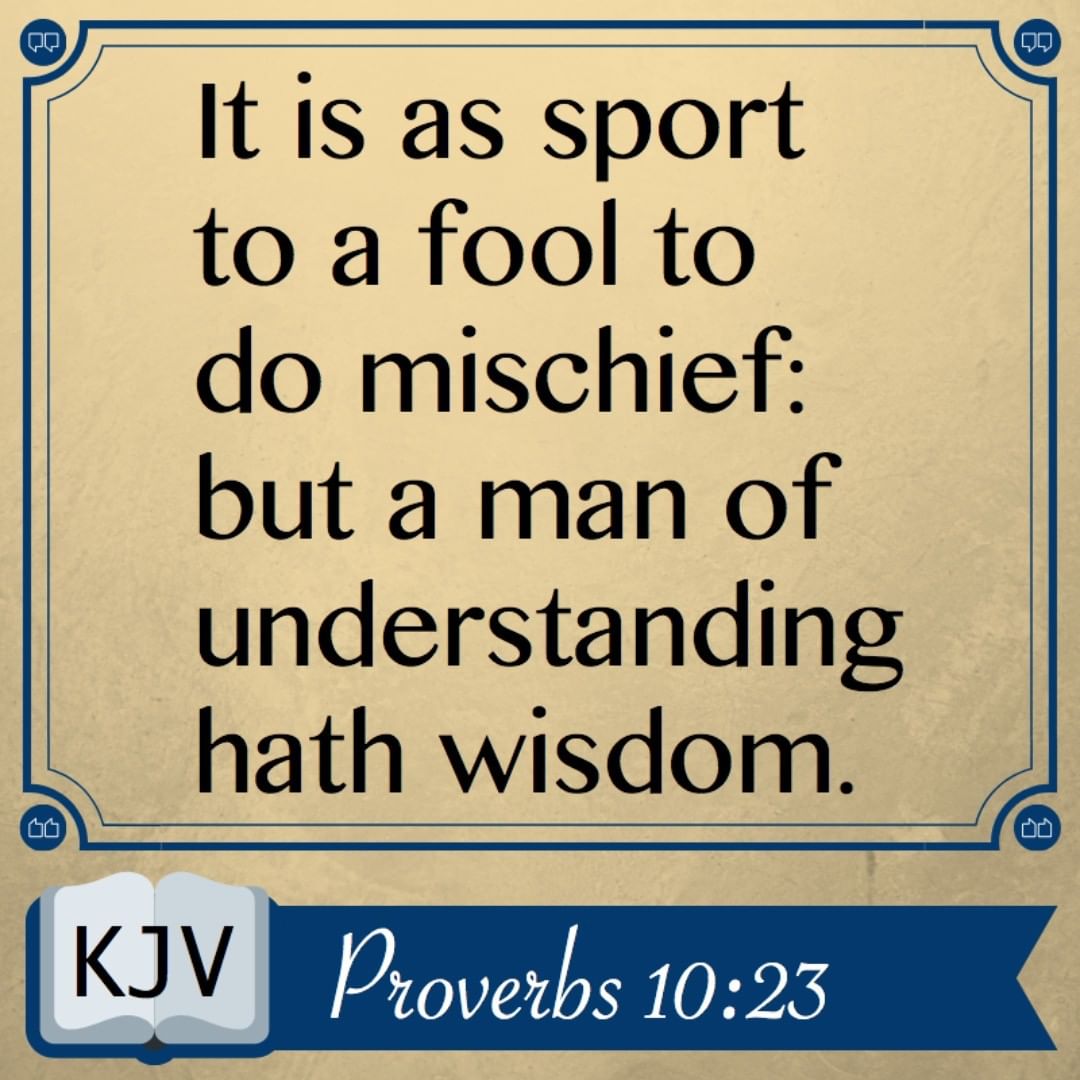 It is as sport
to a fool to
do mischief:
but a man of
understanding
hath wisdom.
KJV
Proverbs 10:23